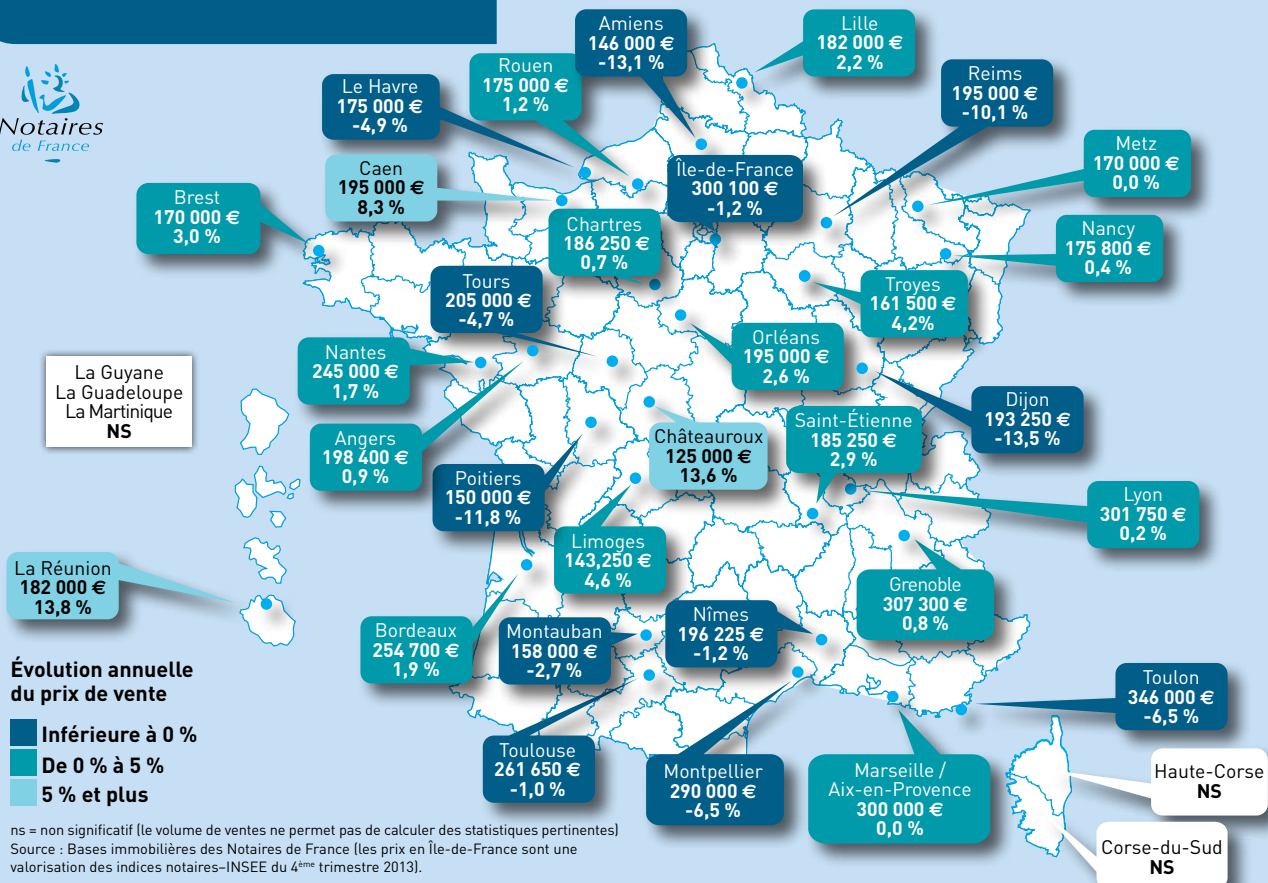 Notaires
de France
Amiens
146 000 €
-13,1 %
Lille
182 000 €
2,2 %
Rouen
175 000 €
1,2 %
Le Havre
175 000 €
-4,9 %
Reims
195 000 €
-10,1 %
Metz
170 000 €
0,0 %
Caen
195 000 €
8,3 %
Île-de-France
300 100 €
-1,2 %
Brest
170 000 €
3,0 %
Chartres
186 250 €
0,7 %
Nancy
175 800 €
0,4 %
Tours
205 000 €
-4,7 %
Troyes
161 500 €
4,2%
Orléans
195 000 €
2,6 %
Nantes
245 000 €
1,7 %
La Guyane
La Guadeloupe
La Martinique
NS
Dijon
193 250 €
-13,5 %
Angers
198 400 €
0,9 %
Châteauroux
125 000 €
13,6 %
Saint-Étienne
185 250 €
2,9 %
Poitiers
150 000 €
-11,8 %
Lyon
301 750 €
0,2 %
Limoges
143,250 €
4,6 %
La Réunion
182 000 €
13,8 %
Grenoble
307 300 €
0,8 %
Bordeaux
254 700 €
1,9 %
Montauban
158 000 €
-2,7 %
Nîmes
196 225 €
-1,2 %
Toulon
346 000 €
-6,5 %
Toulouse
261 650 €
-1,0 %
Montpellier
290 000 €
-6,5 %
Marseille /
Aix-en-Provence
300 000 €
0,0 %
Haute-Corse
NS
Corse-du-Sud
NS
Évolution annuelle
du prix de vente
Inférieure à 0 %
De 0 % à 5 %
5 % et plus
ns = non significatif (le volume de ventes ne permet pas de calculer des statistiques pertinentes)
Source : Bases immobilières des Notaires de France (les prix en Île-de-France sont une
valorisation des indices notaires–INSEE du 4ème trimestre 2013).